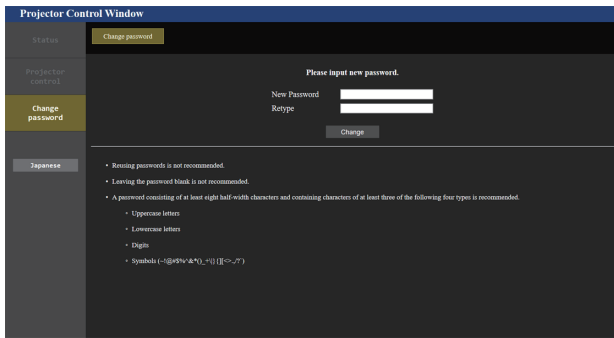 Projector Control Window
Status
Change password
Projector
control
Please input new password.
New Password
Change
password
Retype
Change
Japanese
• Reusing passwords is not recommended.
• Leaving the password blank is not recommended.
• A password consisting of at least eight half-width characters and containing characters of at least three of the following four types is recommended.
• Uppercase letters
• Lowercase letters
• Digits